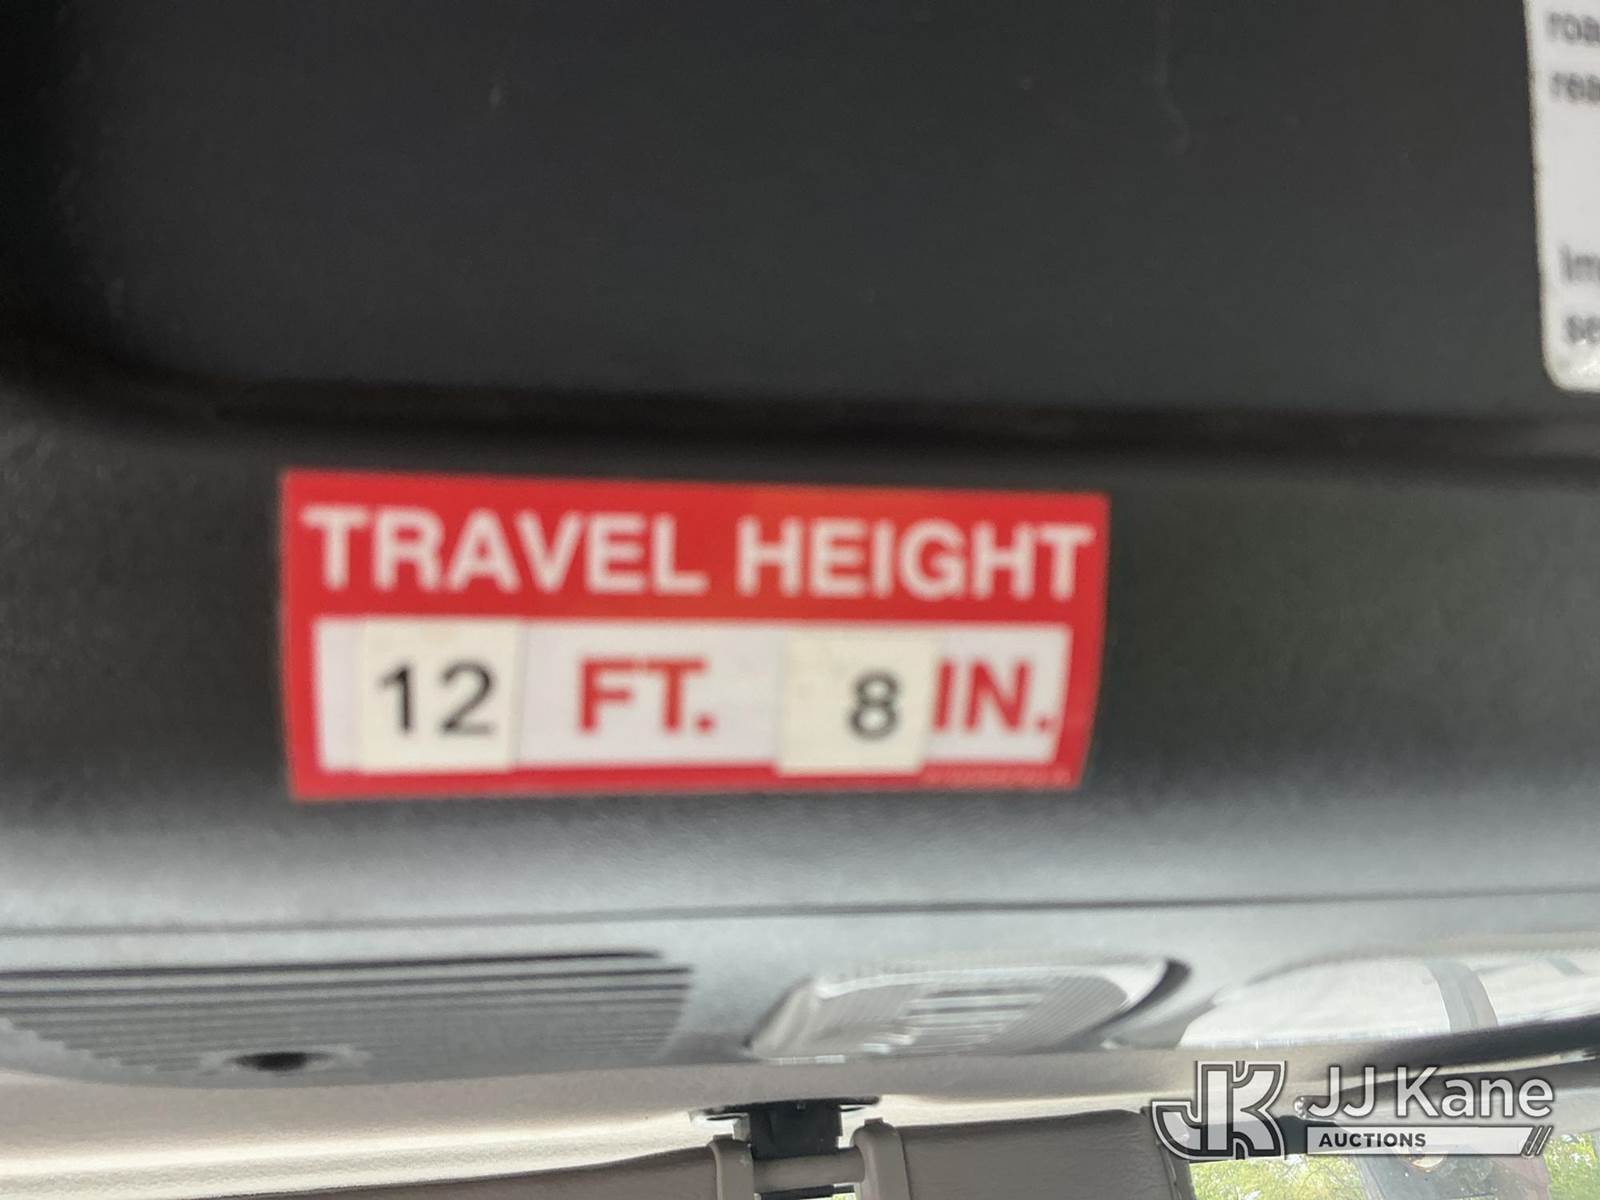 TRAVEL HEIGHT
12 FT. 8 IN.
JJ Kane
AUCTIONS